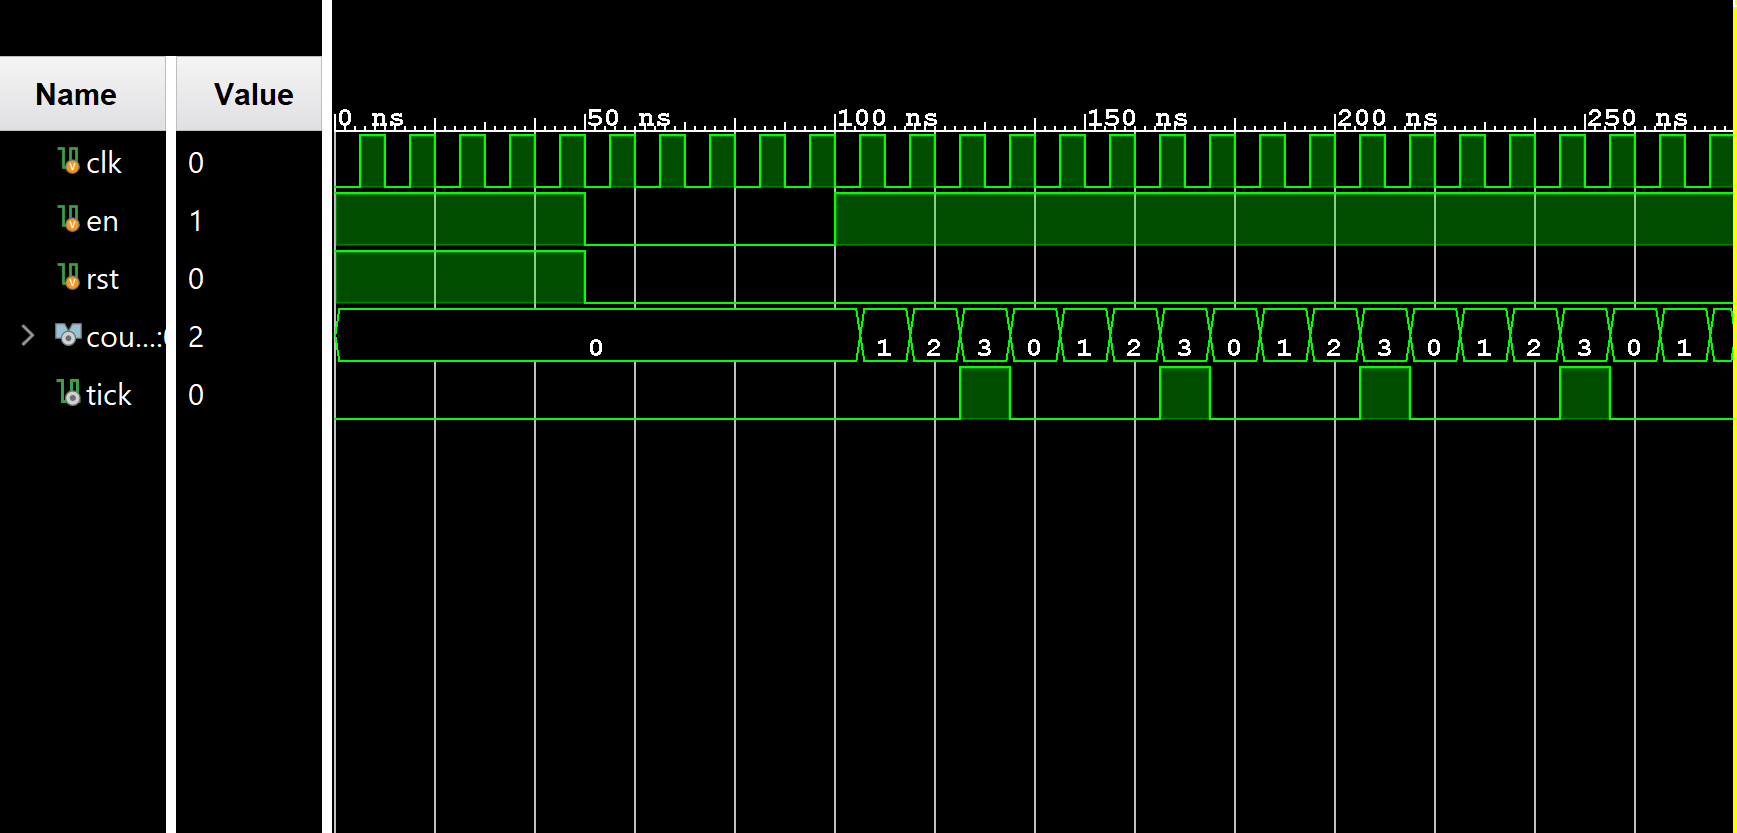 Name Value
0 ns 50 ns 100 ns 150 ns 200 ns 250 ns
clk 0
en 1
rst 0
cou...:( 2 0 1 2 3 0 1 2 3 0 1 2 3 0 1 2 3 0 1
tick 0